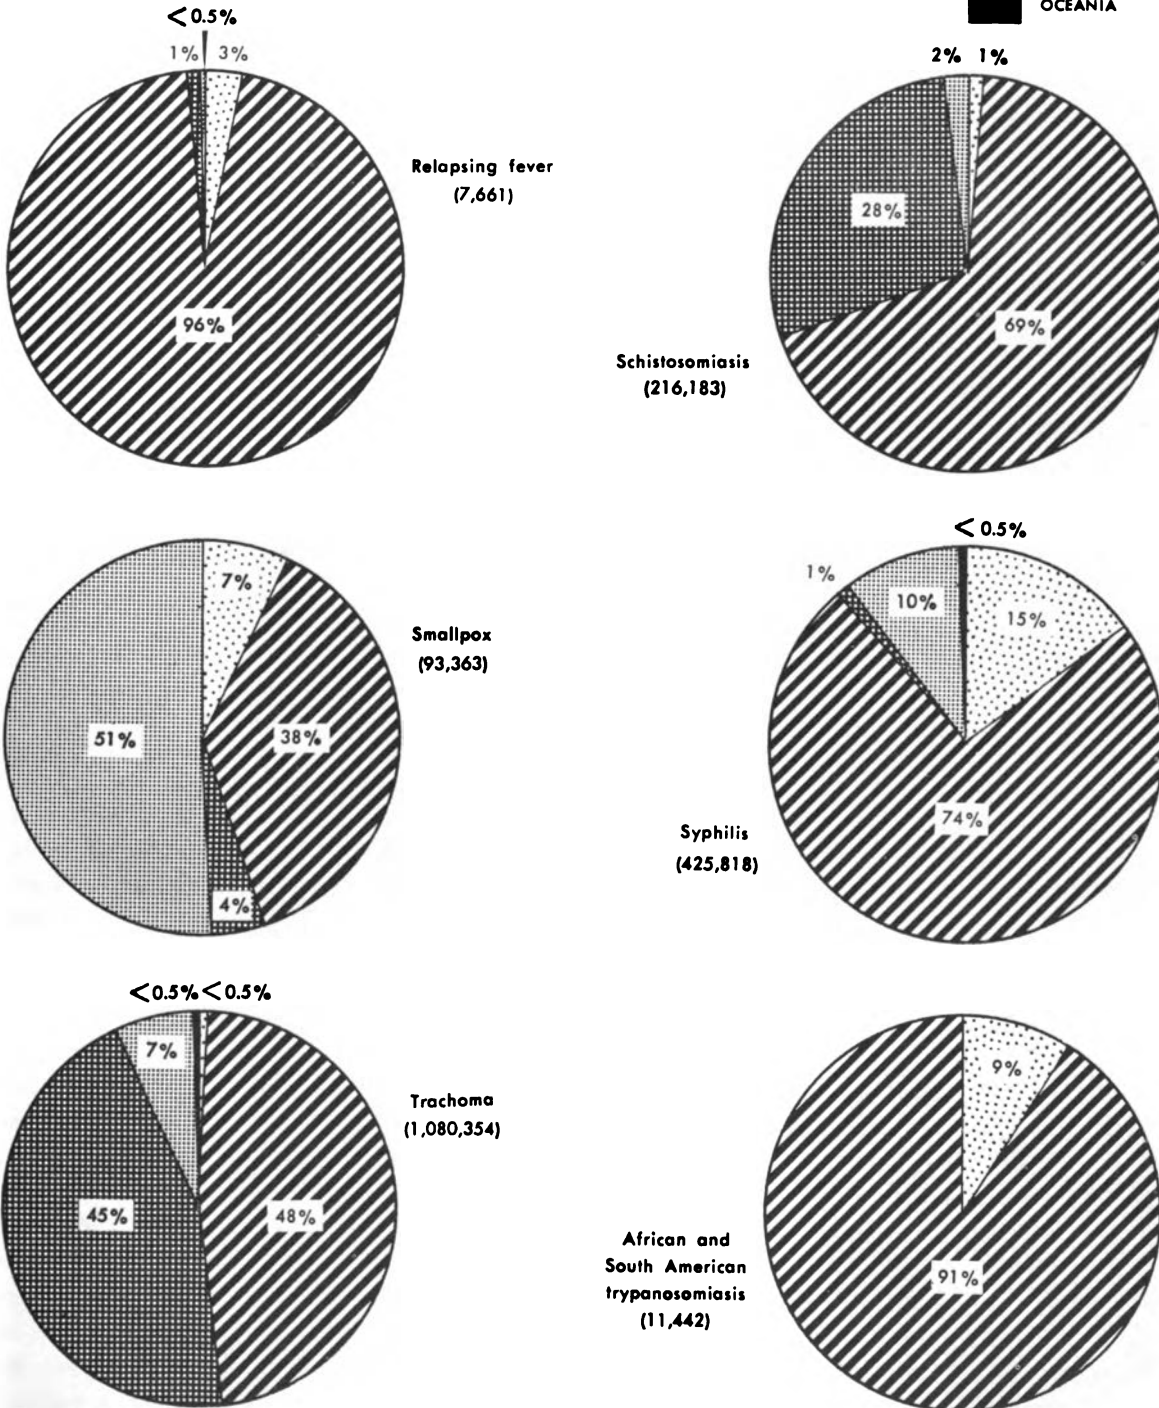 OCEANIA
< 0.5%
1% 3%
96%
Relapsing fever
(7,661)
2% 1%
28%
69%
Schistosomiasis
(216,183)
7%
51%
38%
4%
Smallpox
(93,363)
< 0.5%
1%
10%
15%
74%
Syphilis
(425,818)
< 0.5% < 0.5%
7%
45%
48%
Trachoma
(1,080,354)
9%
91%
African and
South American
trypanosomiasis
(11,442)